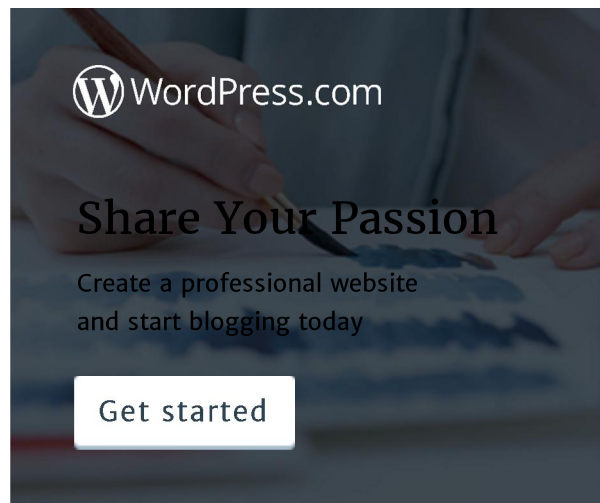 WordPress.com
Share Your Passion
Create a professional website
and start blogging today
Get started